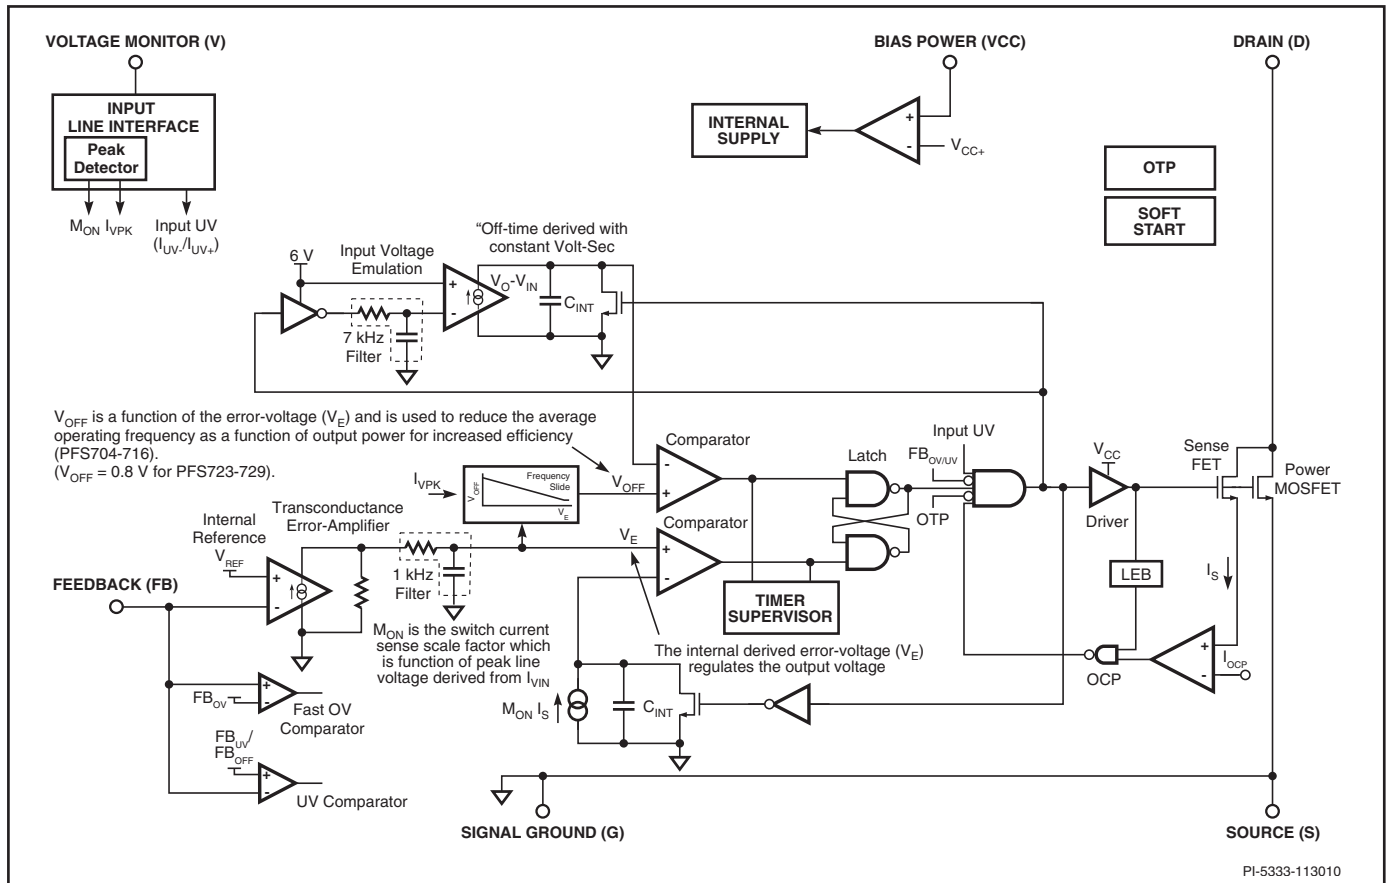 VOLTAGE MONITOR (V)
BIAS POWER (VCC)
DRAIN (D)
INPUT
LINE INTERFACE
Peak
Detector
INTERNAL
SUPPLY
+
-
VCC+
OTP
SOFT
START
MON IVPK
Input UV
(IUV-/IUV+)
6 V
Input Voltage
Emulation
"Off-time derived with
constant Volt-Sec
+
-
VO-VIN
CINT
7 kHz
Filter
VOFF is a function of the error-voltage (VE) and is used to reduce the average
operating frequency as a function of output power for increased efficiency
(PFS704-716).
(VOFF = 0.8 V for PFS723-729).
Comparator
-
+
Latch
Input UV
FBOV/UV
OTP
VCC
Driver
Sense
FET
Power
MOSFET
IVPK
VOFF
Frequency
Slide
VE
VOFF
Internal
Reference
VREF
Transconductance
Error-Amplifier
+
-
1 kHz
Filter
VE
Comparator
+
-
TIMER
SUPERVISOR
LEB
IS
FEEDBACK (FB)
MON is the switch current
sense scale factor which
is function of peak line
voltage derived from IVIN
The internal derived error-voltage (VE)
regulates the output voltage
OCP
+
-
IOCP
FBOV
+
-
Fast OV
Comparator
MON IS
CINT
FBUV/
FBOFF
+
-
UV Comparator
SIGNAL GROUND (G)
SOURCE (S)
PI-5333-113010